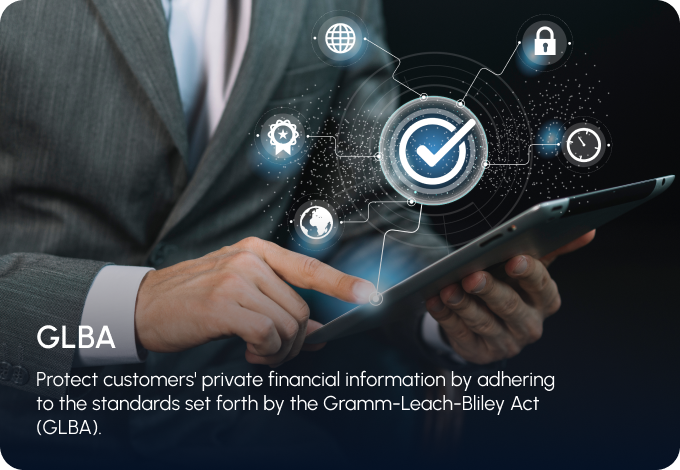 GLBA
Protect customers' private financial information by adhering
to the standards set forth by the Gramm-Leach-Bliley Act
(GLBA).